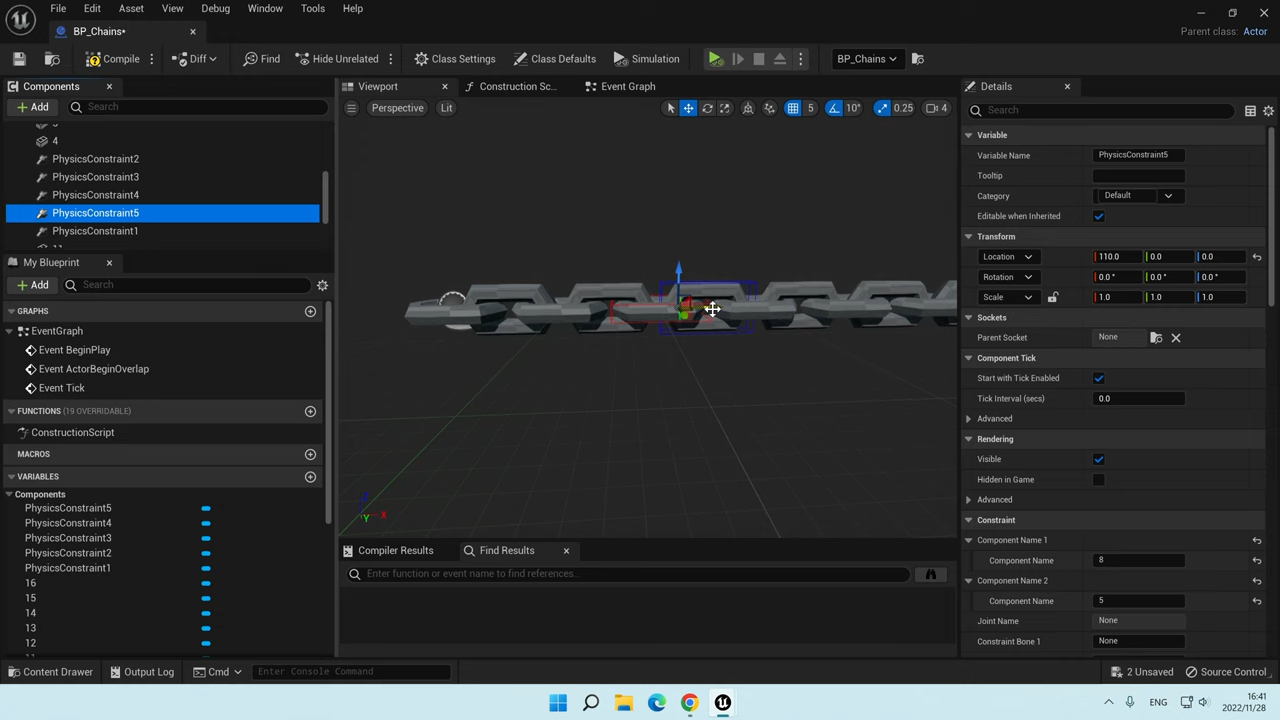 File Edit Asset View Debug Window Tools Help
BP_Chains*
Parent class: Actor
Compile Diff Find Hide Unrelated Class Settings Class Defaults Simulation BP_Chains
Components Viewport Construction Sc... Event Graph Details
Add Search Perspective Lit 5 10° 0.25 4 Search
Variable
4
Variable Name PhysicsConstraint5
PhysicsConstraint2
Tooltip
PhysicsConstraint3
Category Default
PhysicsConstraint4
PhysicsConstraint5
Editable when Inherited
PhysicsConstraint1
Transform
My Blueprint
Location 110.0 0.0 0.0
Add Search
Rotation 0.0 ° 0.0 ° 0.0 °
Scale 1.0 1.0 1.0
GRAPHS
Sockets
EventGraph
Parent Socket None
Event BeginPlay
Component Tick
Event ActorBeginOverlap
Start with Tick Enabled
Event Tick
Tick Interval (secs) 0.0
FUNCTIONS (19 OVERRIDABLE)
Advanced
ConstructionScript
Rendering
MACROS
Visible
VARIABLES
Hidden in Game
Components
Advanced
PhysicsConstraint5
Constraint
PhysicsConstraint4
Component Name 1
PhysicsConstraint3
Compiler Results Find Results
PhysicsConstraint2
Component Name 8
PhysicsConstraint1
Enter function or event name to find references...
Component Name 2
16
Component Name 5
15
14
Joint Name None
13
Constraint Bone 1 None
12
X
Y
Content Drawer Output Log Cmd Enter Console Command 2 Unsaved Source Control
ENG 16:41
2022/11/28